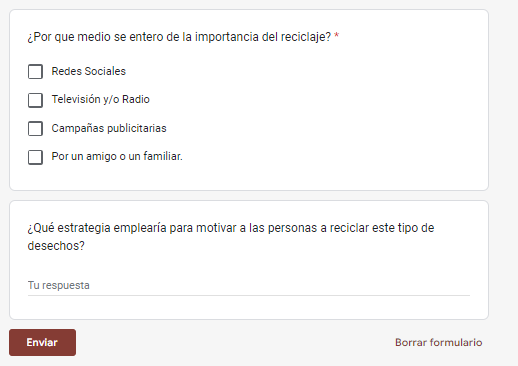 ¿Por que medio se entero de la importancia del reciclaje? *
Redes Sociales
Televisión y/o Radio
Campañas publicitarias
Por un amigo o un familiar.
¿Qué estrategia emplearía para motivar a las personas a reciclar este tipo de
desechos?
Tu respuesta
Enviar
Borrar formulario